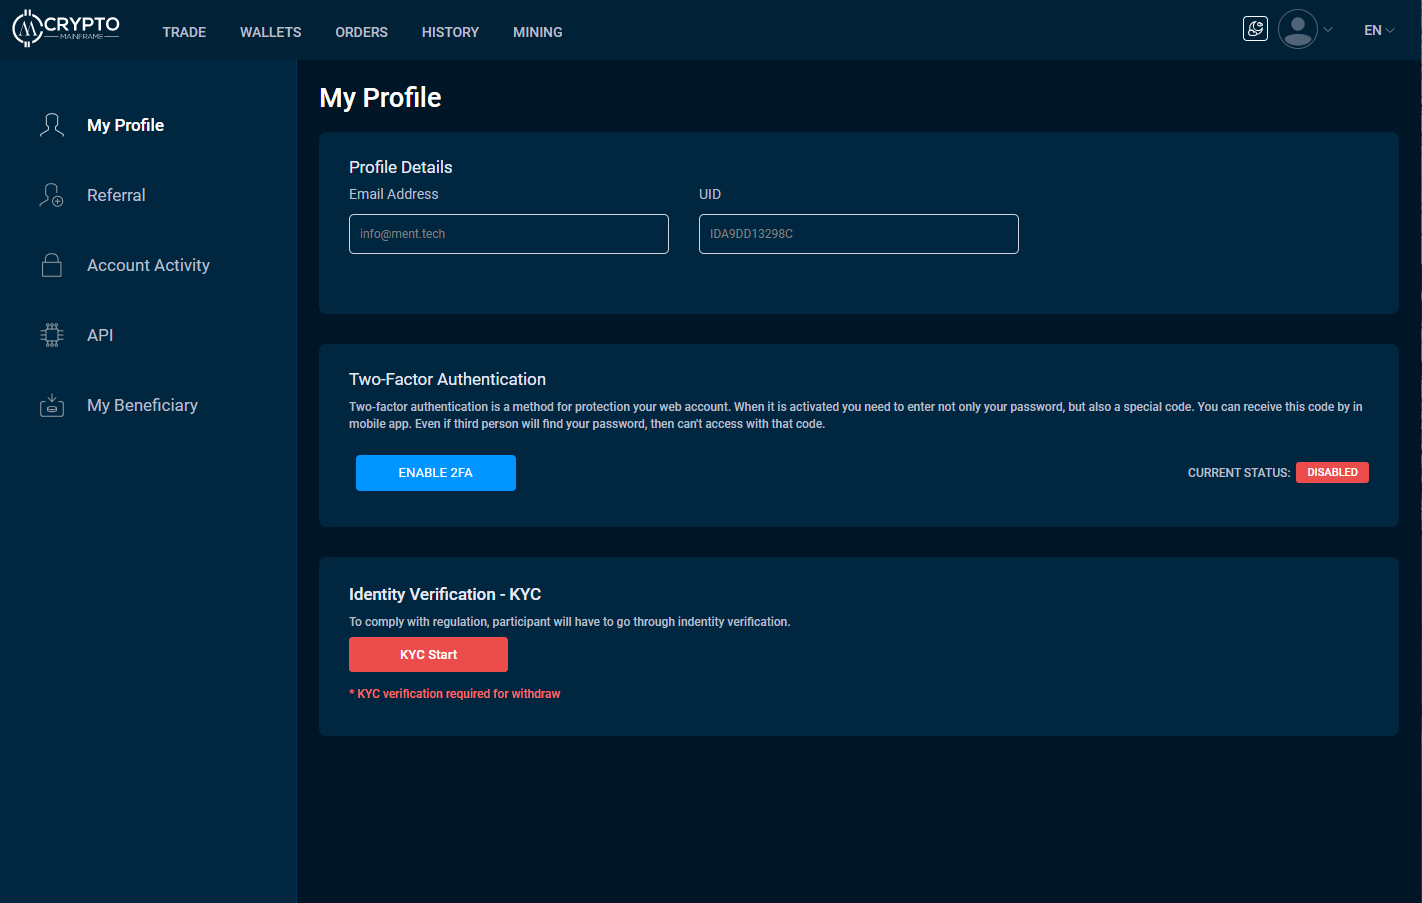 CRYPTO
MAINFRAME
TRADE WALLETS ORDERS HISTORY MINING EN
My Profile
Referral
Account Activity
API
My Beneficiary
My Profile
Profile Details
Email Address UID
info@ment.tech IDA9DD13298C
Two-Factor Authentication
Two-factor authentication is a method for protection your web account. When it is activated you need to enter not only your password, but also a special code. You can receive this code by in
mobile app. Even if third person will find your password, then can't access with that code.
ENABLE 2FA CURRENT STATUS: DISABLED
Identity Verification - KYC
To comply with regulation, participant will have to go through indentity verification.
KYC Start
* KYC verification required for withdraw